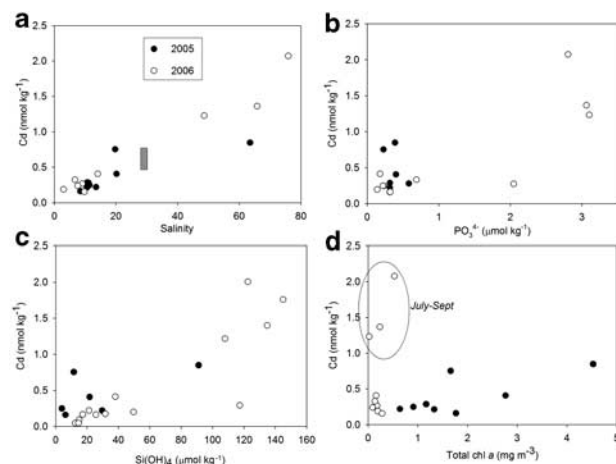 a
2005
2006
Cd (nmol kg⁻¹)
2.5
2.0
1.5
1.0
0.5
0.0
0 20 40 60 80
Salinity
b
Cd (nmol kg⁻¹)
2.5
2.0
1.5
1.0
0.5
0.0
0 1 2 3
PO₃⁴⁻ (μmol kg⁻¹)
c
Cd (nmol kg⁻¹)
2.5
2.0
1.5
1.0
0.5
0.0
0 20 40 60 80 100 120 140 160
Si(OH)₄ (μmol kg⁻¹)
d
July-Sept
Cd (nmol kg⁻¹)
2.5
2.0
1.5
1.0
0.5
0.0
0 1 2 3 4 5
Total chl a (mg m⁻³)